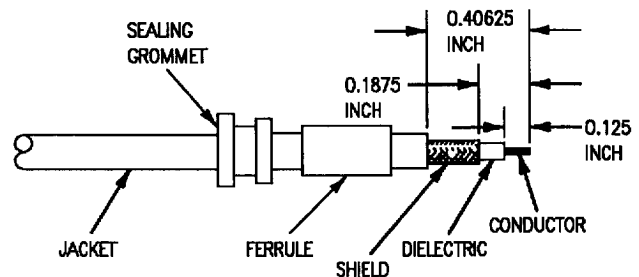 0.40625
INCH
SEALING
GROMMET
0.1875
INCH
0.125
INCH
CONDUCTOR
JACKET
FERRULE
DIELECTRIC
SHIELD